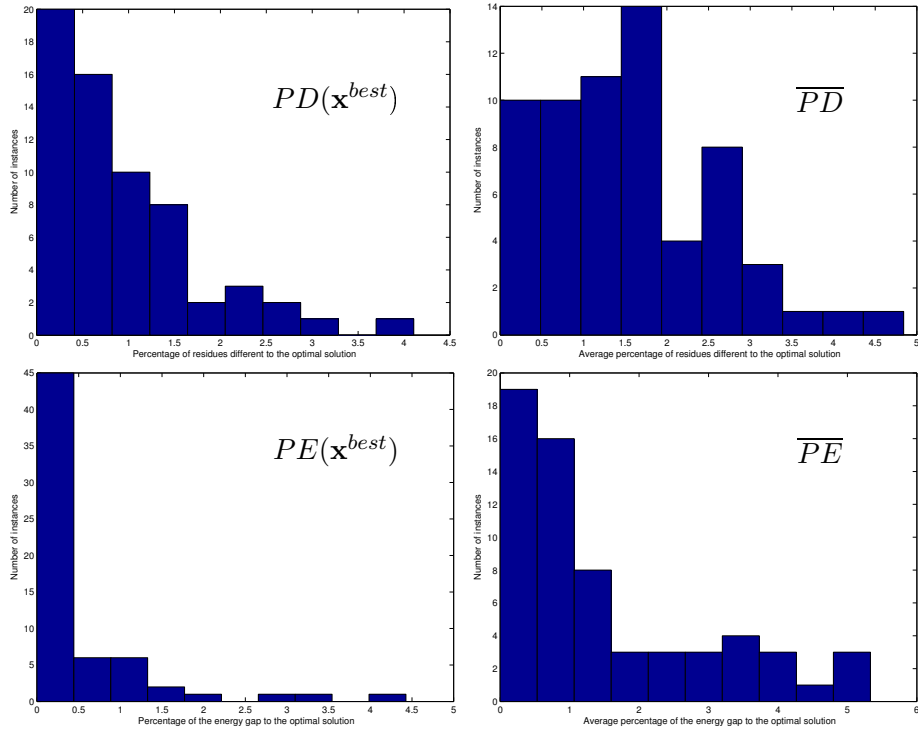 20
18
16
14
12
10
8
6
4
2
0
Number of instances
PD(x^{best})
0 0.5 1 1.5 2 2.5 3 3.5 4 4.5
Percentage of residues different to the optimal solution
14
12
10
8
6
4
2
0
Number of instances
\overline{PD}
0 0.5 1 1.5 2 2.5 3 3.5 4 4.5 5
Average percentage of residues different to the optimal solution
45
40
35
30
25
20
15
10
5
0
Number of instances
PE(x^{best})
0 0.5 1 1.5 2 2.5 3 3.5 4 4.5 5
Percentage of the energy gap to the optimal solution
20
18
16
14
12
10
8
6
4
2
0
Number of instances
\overline{PE}
0 1 2 3 4 5 6
Average percentage of the energy gap to the optimal solution